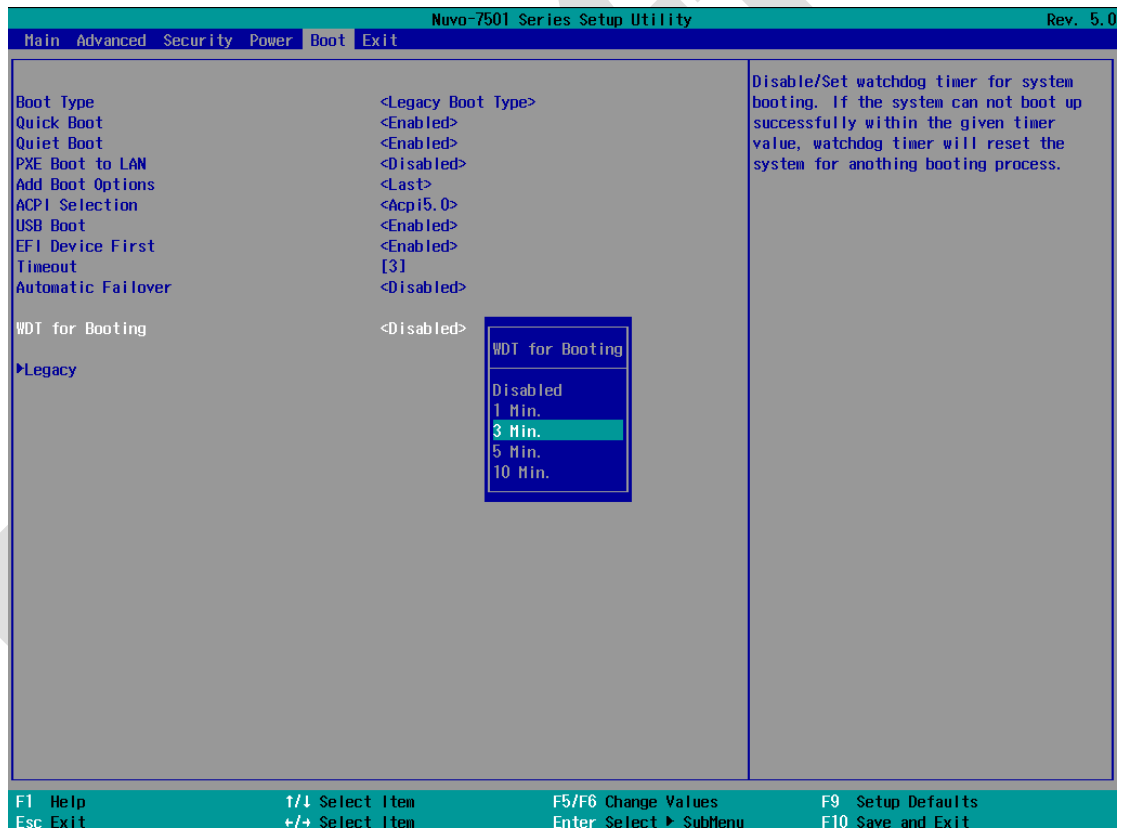 Nuvo-7501 Series Setup Utility Rev. 5.0
Main Advanced Security Power Boot Exit
Boot Type <Legacy Boot Type>
Quick Boot <Enabled>
Quiet Boot <Enabled>
PXE Boot to LAN <Disabled>
Add Boot Options <Last>
ACPI Selection <Acpi5.0>
USB Boot <Enabled>
EFI Device First <Enabled>
Timeout [3]
Automatic Failover <Disabled>
WDT for Booting <Disabled>
▶Legacy
WDT for Booting
Disabled
1 Min.
3 Min.
5 Min.
10 Min.
Disable/Set watchdog timer for system
booting. If the system can not boot up
successfully within the given timer
value, watchdog timer will reset the
system for anothing booting process.
F1 Help ↑/↓ Select Item F5/F6 Change Values F9 Setup Defaults
Esc Exit ←/→ Select Item Enter Select ▶ SubMenu F10 Save and Exit